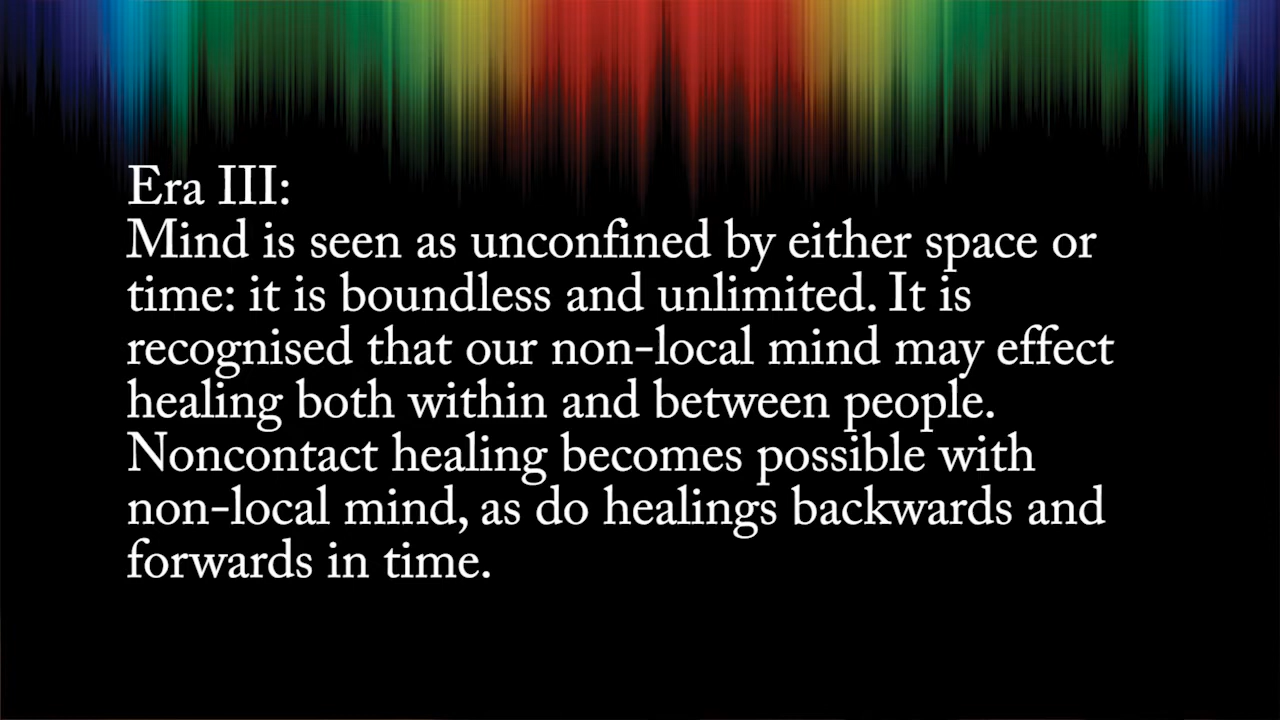 Era III:
Mind is seen as unconfined by either space or
time: it is boundless and unlimited. It is
recognised that our non-local mind may effect
healing both within and between people.
Noncontact healing becomes possible with
non-local mind, as do healings backwards and
forwards in time.